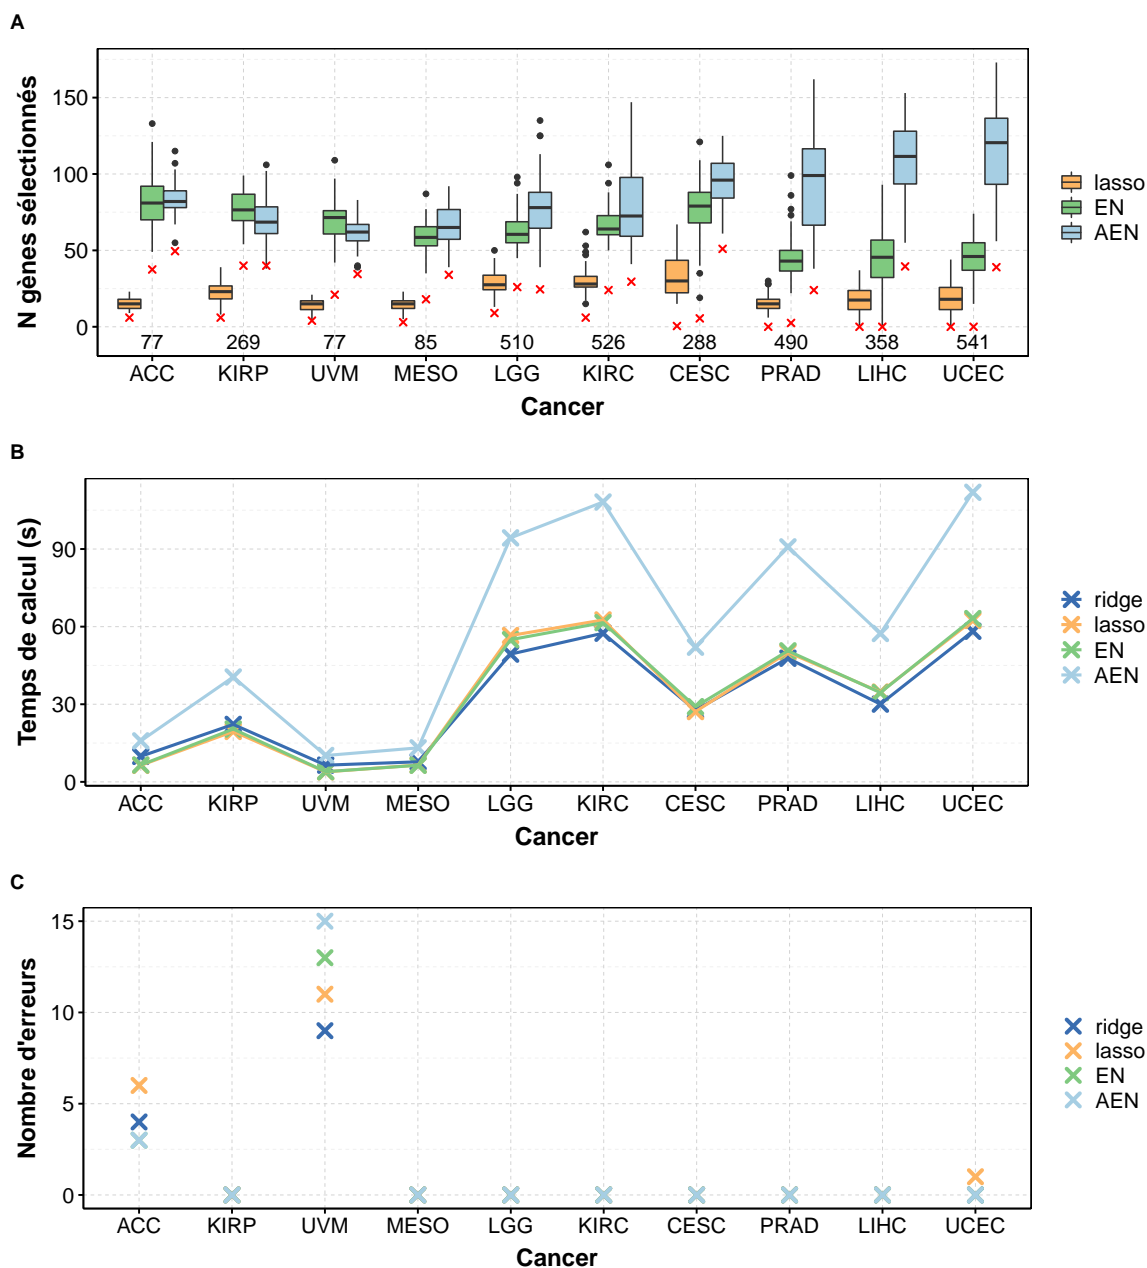 A
N gènes sélectionnés
150
100
50
0
77 269 77 85 510 526 288 490 358 541
ACC KIRP UVM MESO LGG KIRC CESC PRAD LIHC UCEC
Cancer
lasso
EN
AEN
B
Temps de calcul (s)
90
60
30
0
ACC KIRP UVM MESO LGG KIRC CESC PRAD LIHC UCEC
Cancer
ridge
lasso
EN
AEN
C
Nombre d'erreurs
15
10
5
0
ACC KIRP UVM MESO LGG KIRC CESC PRAD LIHC UCEC
Cancer
ridge
lasso
EN
AEN